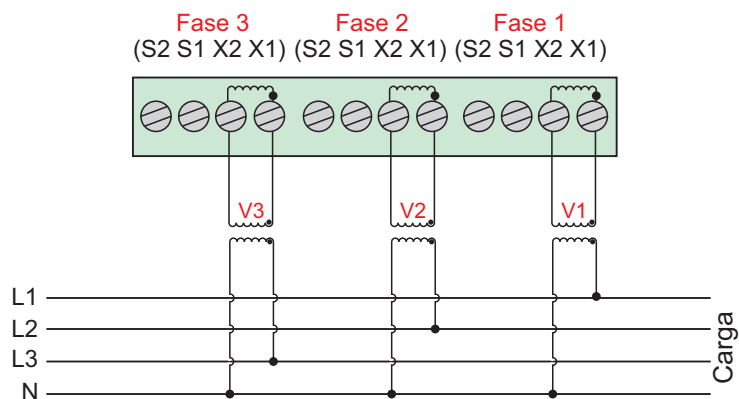 Fase 3 Fase 2 Fase 1
(S2 S1 X2 X1) (S2 S1 X2 X1) (S2 S1 X2 X1)
V3 V2 V1
L1
L2
L3
N
Carga